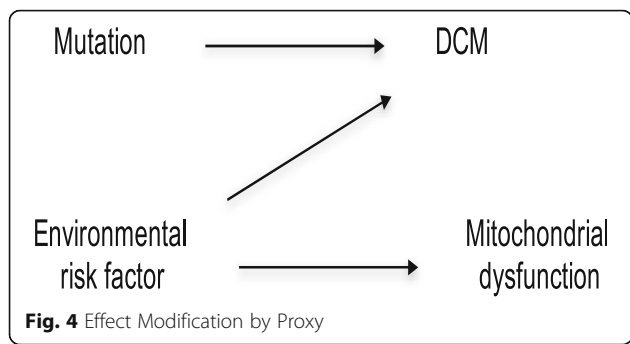 Mutation
DCM
Environmental
risk factor
Mitochondrial
dysfunction
Fig. 4 Effect Modification by Proxy